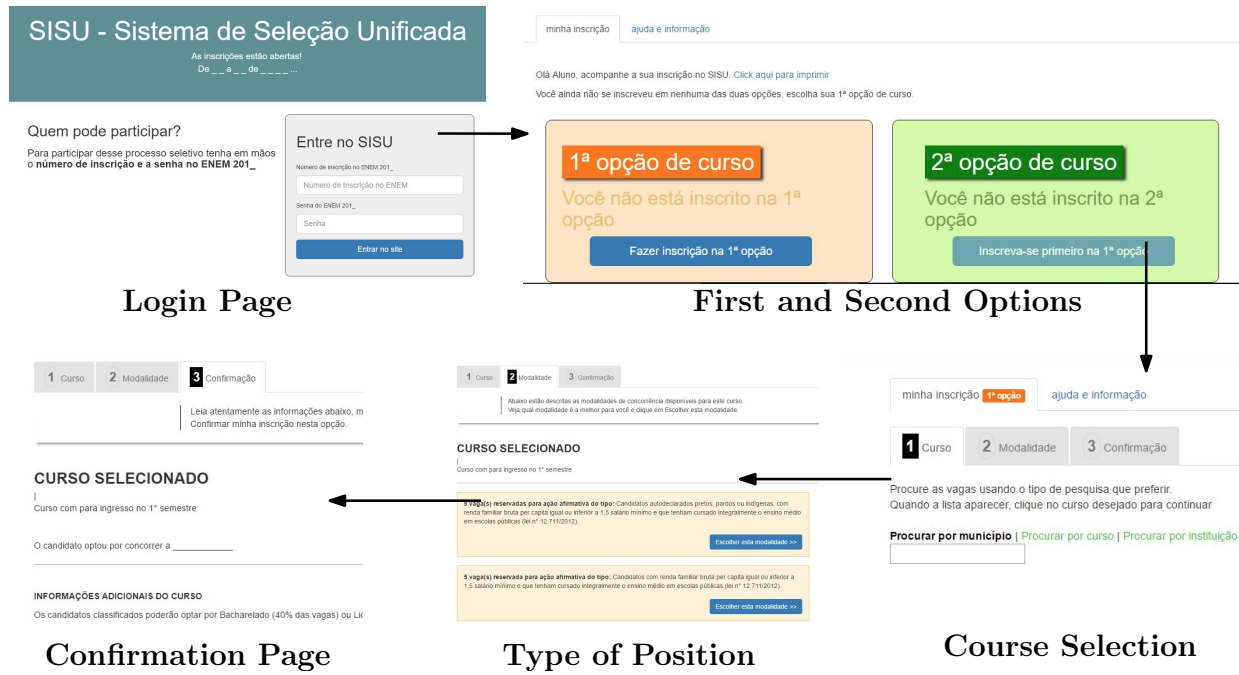 SISU - Sistema de Seleção Unificada
As inscrições estão abertas!
De _ _ a _ _ de _ _ _ _ ...
Quem pode participar?
Para participar desse processo seletivo tenha em mãos
o número de inscrição e a senha no ENEM 201_
Entre no SISU
Número de inscrição no ENEM 201_
Número de Inscrição no ENEM
Senha do ENEM 201_
Senha
Entrar no site
Login Page
minha inscrição
ajuda e informação
Olá Aluno, acompanhe a sua inscrição no SISU. Click aqui para imprimir
Você ainda não se inscreveu em nenhuma das duas opções, escolha sua 1ª opção de curso.
1ª opção de curso
Você não está inscrito na 1ª
opção
Fazer inscrição na 1ª opção
2ª opção de curso
Você não está inscrito na 2ª
opção
Inscreva-se primeiro na 1ª opção
First and Second Options
1 Curso
2 Modalidade
3 Confirmação
Leia atentamente as informações abaixo, m
Confirmar minha inscrição nesta opção.
CURSO SELECIONADO
|
Curso com para ingresso no 1° semestre
O candidato optou por concorrer a ____________
INFORMAÇÕES ADICIONAIS DO CURSO
Os candidatos classificados poderão optar por Bacharelado (40% das vagas) ou Lic
Confirmation Page
1 Curso
2 Modalidade
3 Confirmação
Abaixo estão descritas as modalidades de concorrência disponíveis para este curso.
Veja qual modalidade é a melhor para você e clique em Escolher esta modalidade.
CURSO SELECIONADO
|
Curso com para ingresso no 1° semestre
5 vaga(s) reservadas para ação afirmativa do tipo: Candidatos autodeclarados pretos, pardos ou indígenas, com
renda familiar bruta per capita igual ou inferior a 1,5 salário mínimo e que tenham cursado integralmente o ensino médio
em escolas públicas (lei n° 12.711/2012).
Escolher esta modalidade >>
5 vaga(s) reservada para ação afirmativa do tipo: Candidatos com renda familiar bruta per capita igual ou inferior a
1,5 salário mínimo e que tenham cursado integralmente o ensino médio em escolas públicas (lei n° 12.711/2012).
Escolher esta modalidade >>
Type of Position
minha inscrição 1ª opção
ajuda e informação
1 Curso
2 Modalidade
3 Confirmação
Procure as vagas usando o tipo de pesquisa que preferir.
Quando a lista aparecer, clique no curso desejado para continuar
Procurar por município | Procurar por curso | Procurar por instituição
Course Selection